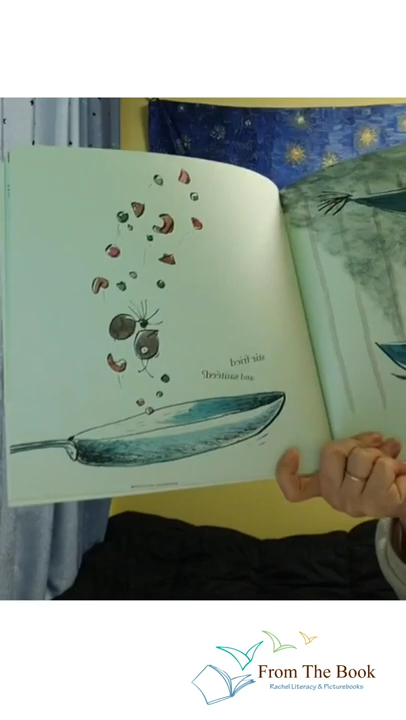 stir fried
and sautéed?
From The Book
Rachel Literacy & Picturebooks